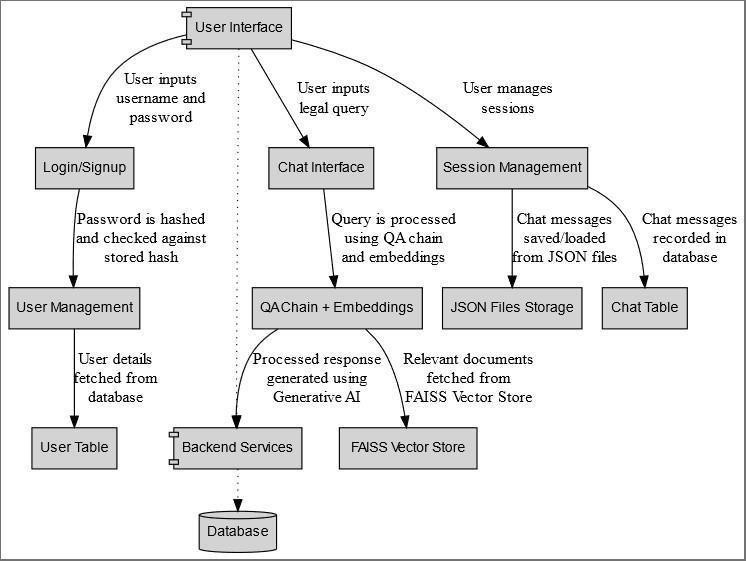 User Interface
User inputs
username and
password
User inputs
legal query
User manages
sessions
Login/Signup
Chat Interface
Session Management
Password is hashed
and checked against
stored hash
Query is processed
using QA chain
and embeddings
Chat messages
saved/loaded
from JSON files
Chat messages
recorded in
database
User Management
QA Chain + Embeddings
JSON Files Storage
Chat Table
User details
fetched from
database
Processed response
generated using
Generative AI
Relevant documents
fetched from
FAISS Vector Store
User Table
Backend Services
FAISS Vector Store
Database